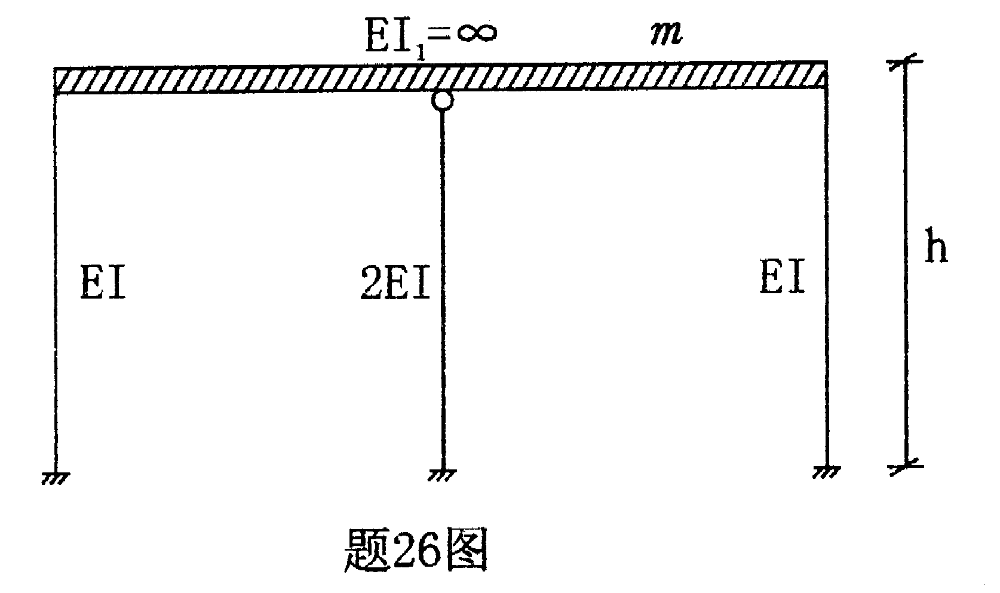 EI₁=∞ m
EI 2EI EI h
题26图